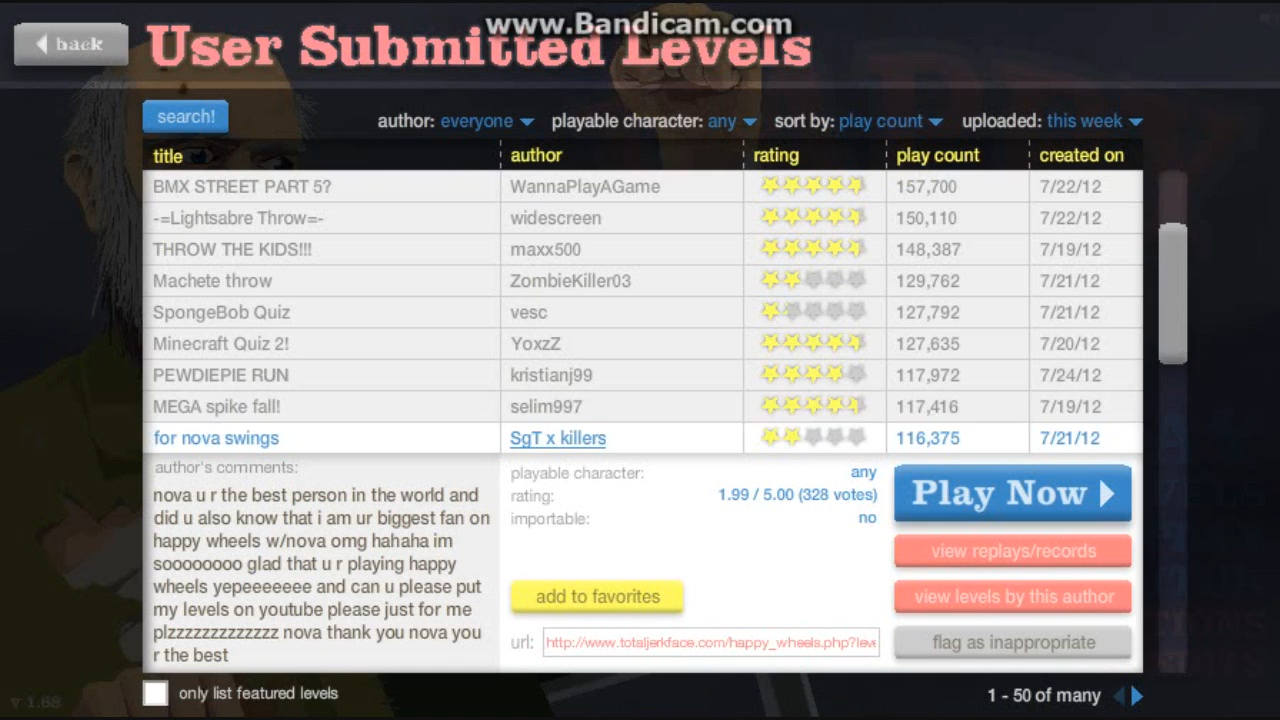 www.Bandicam.com
back
User Submitted Levels
search!
author: everyone playable character: any sort by: play count uploaded: this week
title author rating play count created on
BMX STREET PART 5? WannaPlayAGame 157,700 7/22/12
-=Lightsabre Throw=- widescreen 150,110 7/22/12
THROW THE KIDS!!! maxx500 148,387 7/19/12
Machete throw ZombieKiller03 129,762 7/21/12
SpongeBob Quiz vesc 127,792 7/21/12
Minecraft Quiz 2! YoxzZ 127,635 7/20/12
PEWDIEPIE RUN kristianj99 117,972 7/24/12
MEGA spike fall! selim997 117,416 7/19/12
for nova swings SgT x killers 116,375 7/21/12
author's comments:
nova u r the best person in the world and
did u also know that i am ur biggest fan on
happy wheels w/nova omg hahaha im
soooooooo glad that u r playing happy
wheels yepeeeeeee and can u please put
my levels on youtube please just for me
plzzzzzzzzzzzz nova thank you nova you
r the best
playable character: any
rating: 1.99 / 5.00 (328 votes)
importable: no
add to favorites
url: http://www.totaljerkface.com/happy_wheels.php?leve
Play Now
view replays/records
view levels by this author
flag as inappropriate
only list featured levels
1 - 50 of many
v 1.68